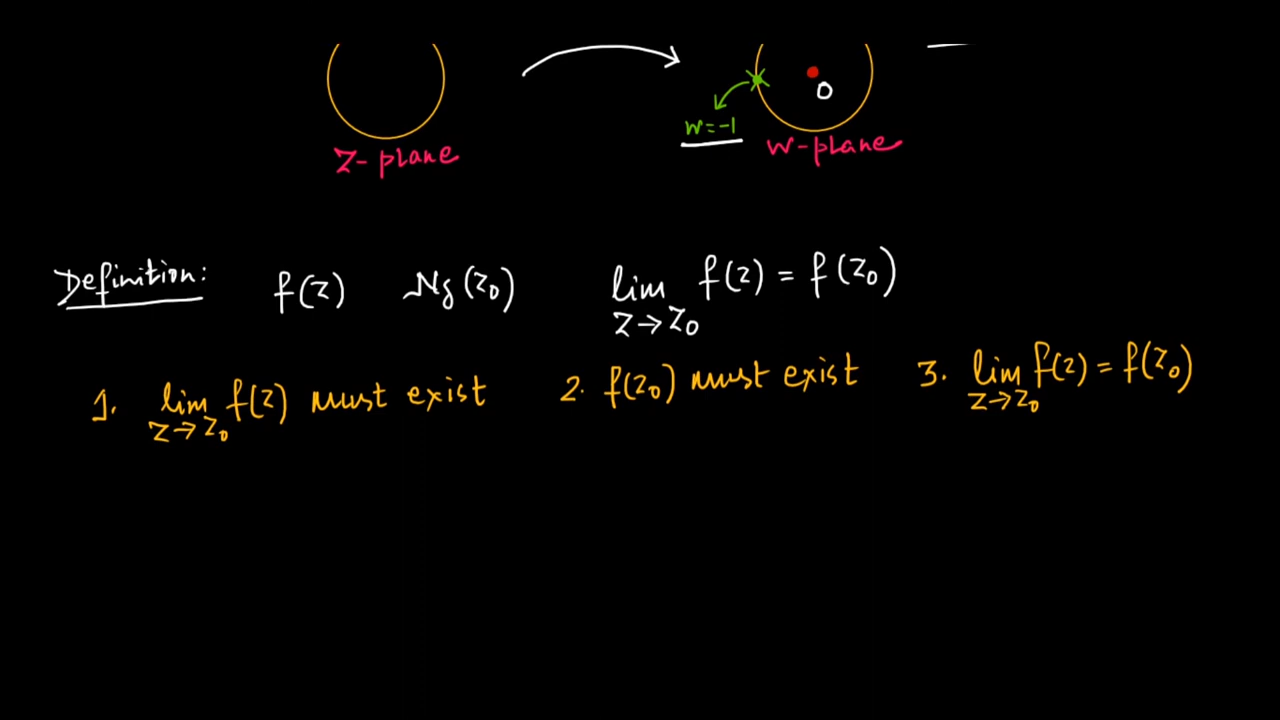 0
w=-1
Z-plane
W-plane
Definition: f(z) Nδ(z₀) lim f(z) = f(z₀)
z→z₀
1. lim f(z) must exist 2. f(z₀) must exist 3. lim f(z) = f(z₀)
z→z₀ z→z₀